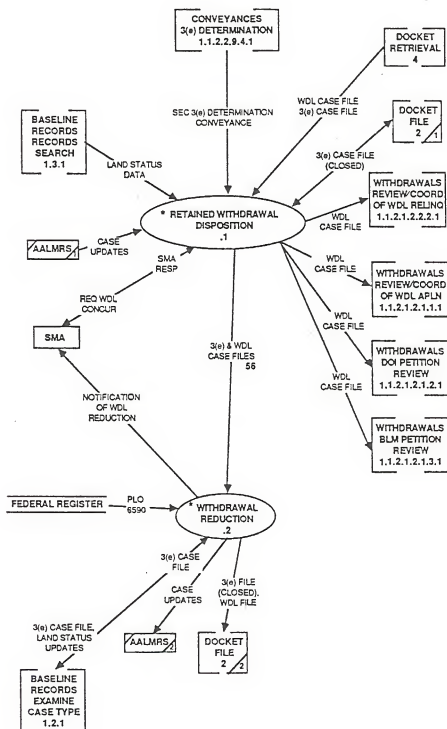 CONVEYANCES
3(e) DETERMINATION
1.1.2.2.9.4.1
DOCKET
RETRIEVAL
4
WDL CASE FILE
3(e) CASE FILE
SEC 3(e) DETERMINATION
CONVEYANCE
BASELINE
RECORDS
RECORDS
SEARCH
1.3.1
LAND STATUS
DATA
DOCKET
FILE
2
1
3(e) CASE FILE
(CLOSED)
WITHDRAWALS
REVIEW/COORD
OF WDL RELINQ
1.1.2.1.2.2.2.1
WDL
CASE FILE
* RETAINED WITHDRAWAL
DISPOSITION
.1
AALMRS
1
CASE
UPDATES
SMA
RESP
WDL
CASE FILE
WITHDRAWALS
REVIEW/COORD
OF WDL APLN
1.1.2.1.2.1.1.1
REQ WDL
CONCUR
SMA
3(e) & WDL
CASE FILES
56
WDL
CASE FILE
WITHDRAWALS
DOI PETITION
REVIEW
1.1.2.1.2.1.2.1
WDL
CASE FILE
WITHDRAWALS
BLM PETITION
REVIEW
1.1.2.1.2.1.3.1
NOTIFICATION
OF WDL
REDUCTION
FEDERAL REGISTER
PLO
6590
* WITHDRAWAL
REDUCTION
.2
3(e) CASE
FILE
CASE
UPDATES
3(e) FILE
(CLOSED),
WDL FILE
3(e) CASE FILE,
LAND STATUS
UPDATES
AALMRS
2
DOCKET
FILE
2
2
BASELINE
RECORDS
EXAMINE
CASE TYPE
1.2.1